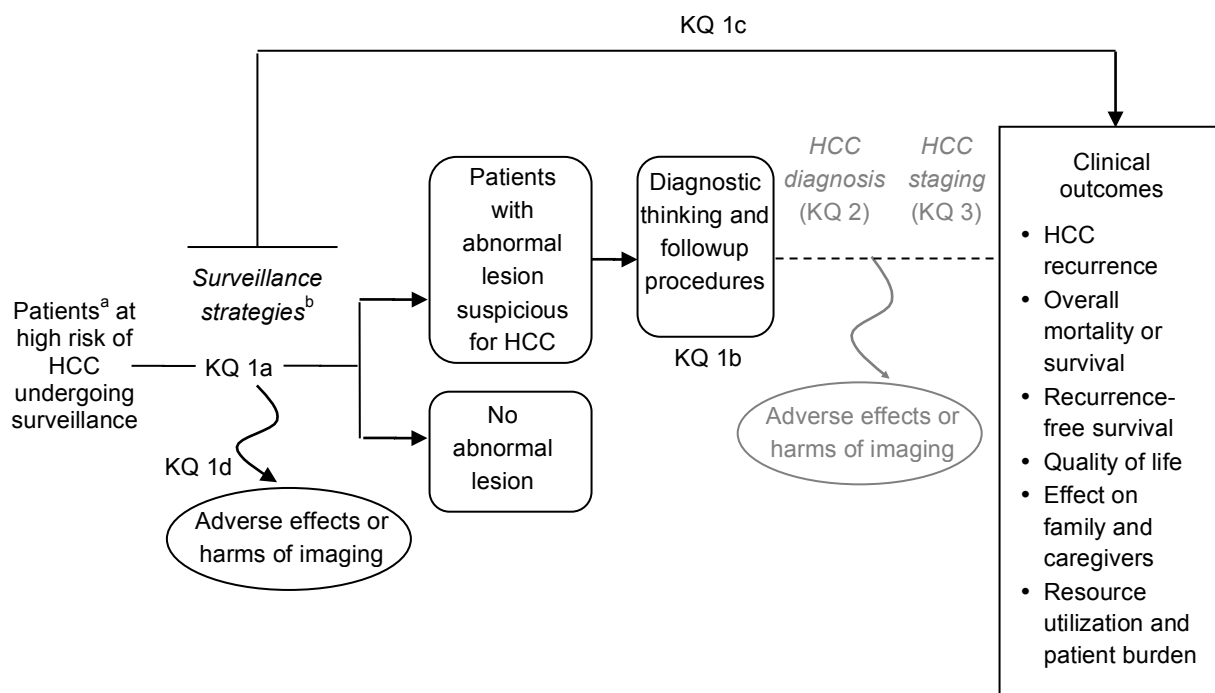 KQ 1c
Surveillance
strategiesb
Patientsa at
high risk of
HCC
undergoing
surveillance
KQ 1a
KQ 1d
Adverse effects or
harms of imaging
Patients
with
abnormal
lesion
suspicious
for HCC
No
abnormal
lesion
Diagnostic
thinking and
followup
procedures
KQ 1b
HCC
diagnosis
(KQ 2)
HCC
staging
(KQ 3)
Adverse effects or
harms of imaging
Clinical
outcomes
• HCC
recurrence
• Overall
mortality or
survival
• Recurrence-
free survival
• Quality of life
• Effect on
family and
caregivers
• Resource
utilization and
patient burden